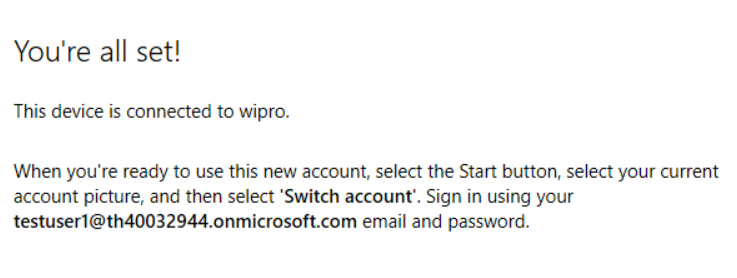 You're all set!
This device is connected to wipro.
When you're ready to use this new account, select the Start button, select your current
account picture, and then select 'Switch account'. Sign in using your
testuser1@th40032944.onmicrosoft.com email and password.